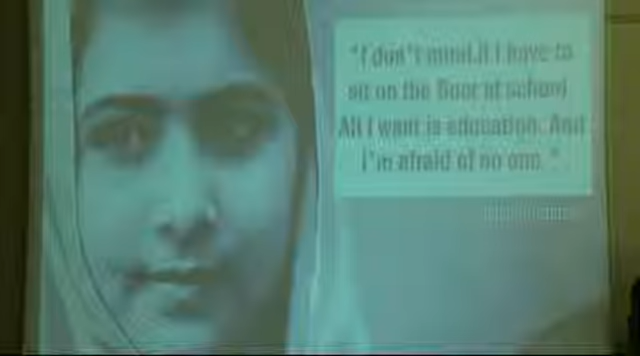 "I don't mind if I have to
sit on the floor at school.
All I want is education. And
I'm afraid of no one."